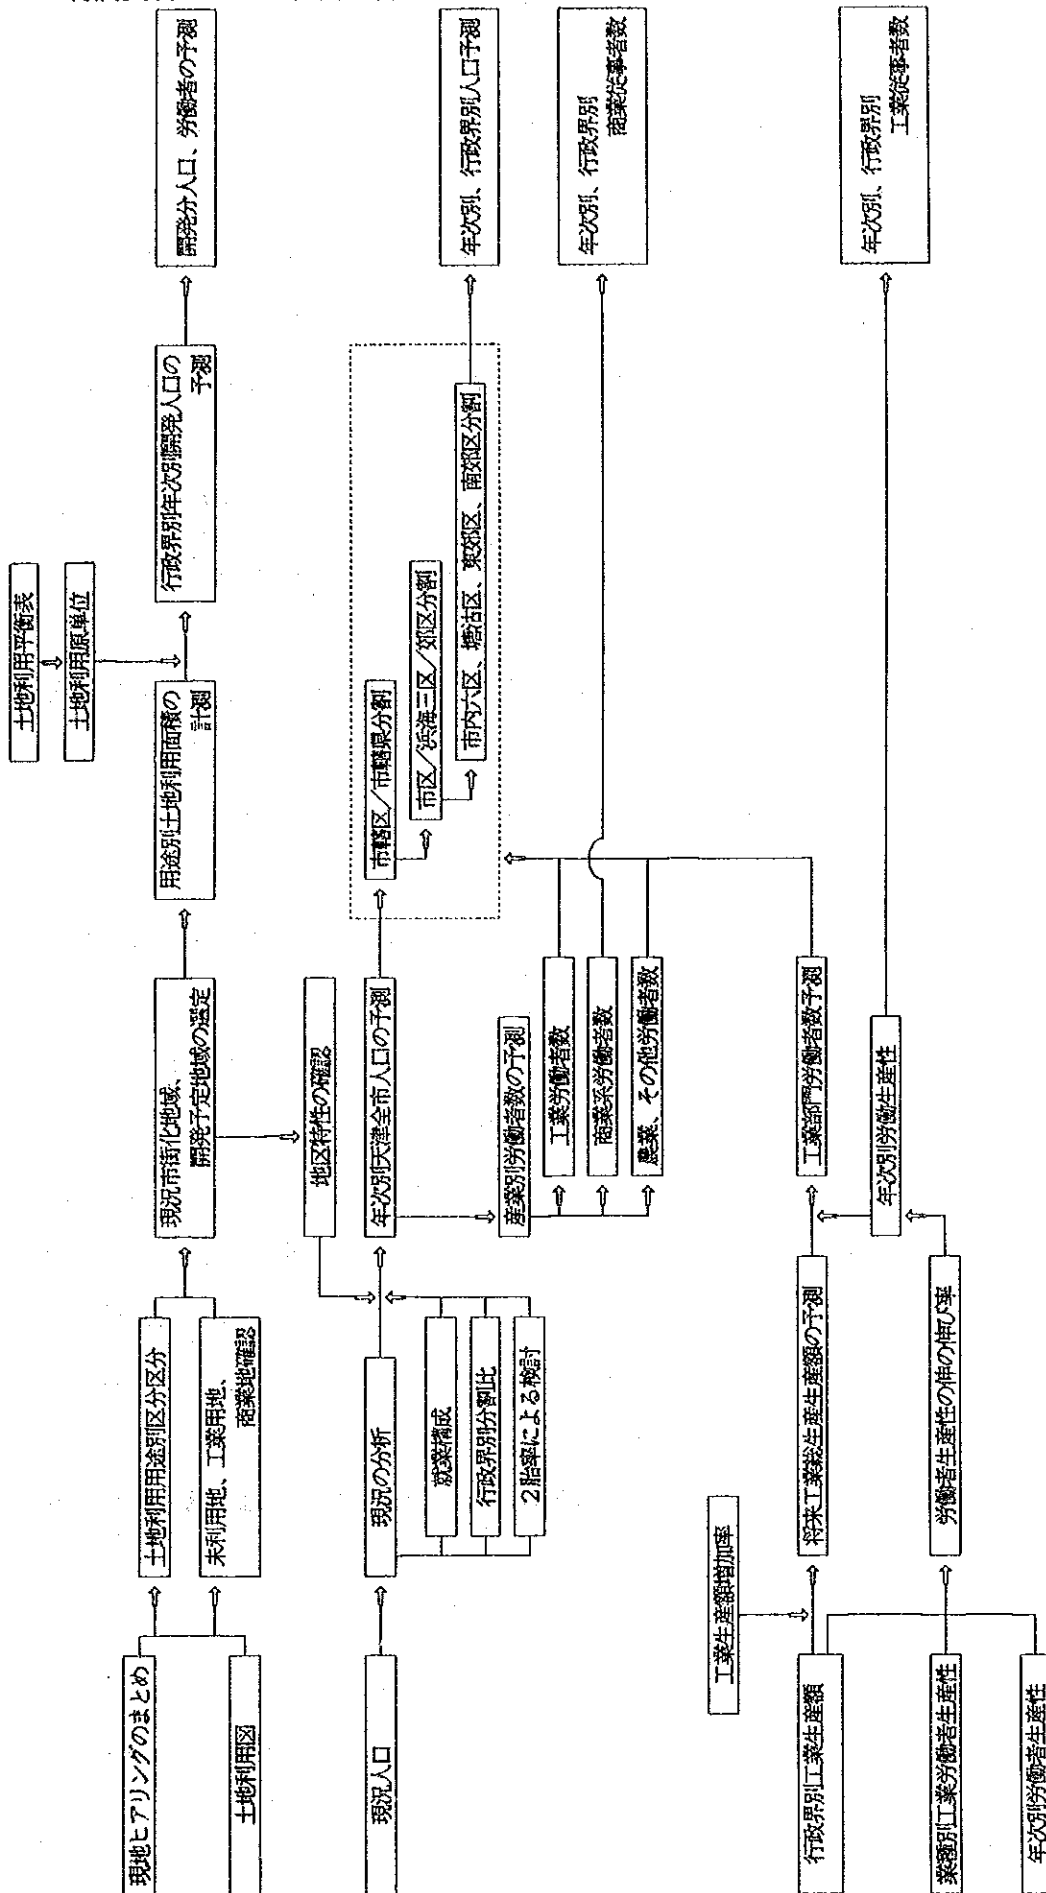 現地ヒアリングのまとめ
土地利用図
土地利用用途別区分区分
未利用地、工業用地、
商業地確認
現況市街化地域、
開発予定地域の選定
用途別土地利用面積の
計測
土地利用平衡表
土地利用原単位
行政界別年次別開発人口の
予測
開発分人口、労働者の予測
現況人口
現況の分析
就業構成
行政界別分割比
2胎率による検討
地区特性の確認
年次別天津全市人口の予測
市轄区/市轄県分割
市区/浜海三区/郊区分割
市内六区、塘沽区、東郊区、南郊区分割
年次別、行政界別人口予測
産業別労働者数の予測
工業労働者数
商業系労働者数
農業、その他労働者数
年次別、行政界別
商業従事者数
工業生産額増加率
行政界別工業生産額
業種別工業労働者生産性
年次別労働者生産性
将来工業総生産生産額の予測
労働者生産性の伸の伸び率
工業部門労働者数予測
年次別労働生産性
年次別、行政界別
工業従事者数